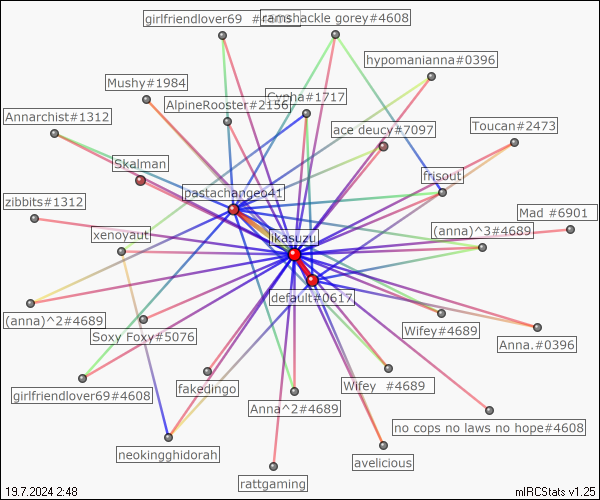 girlfriendlover69
ramshackle gorey#4608
hypomanianna#0396
Mushy#1984
Cypha#1717
AlpineRooster#2156
Annarchist#1312
ace deucy#7097
Toucan#2473
Skalman
frisout
pastachangeo41
zibbits#1312
Mad #6901
(anna)^3#4689
xenoyaut
ikasuzu
default#0617
(anna)^2#4689
Soxy Foxy#5076
Wifey#4689
Anna.#0396
girlfriendlover69#4608
fakedingo
Wifey #4689
Anna^2#4689
no cops no laws no hope#4608
neokingghidorah
avelicious
rattgaming
19.7.2024 2:48
mIRCStats v1.25